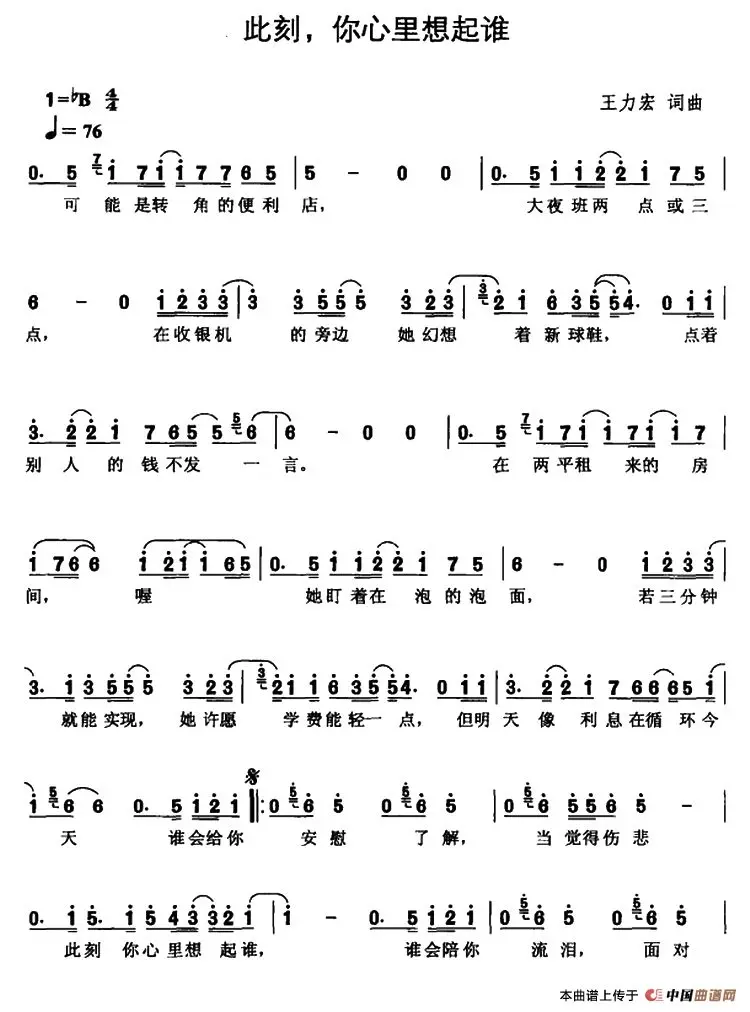 此刻，你心里想起谁
1=♭B 4/4
王力宏 词曲
♩=76
0. 5 7 1 7 1 1 7 7 7 6 5 | 5 - 0 0 | 0. 5 1 1 2 2 1 7 5 |
可能是转角的便利店， 大夜班两点或三
6 - 0 1 2 3 3 | 3 3 5 5 5 3 2 3 | 3 2 1 6 3 5 5 4. 0 1 1 |
点， 在收银机的旁边 她幻想着新球鞋， 点着
3. 2 2 1 7 6 5 5 5 6 | 6 - 0 0 | 0. 5 7 1 7 1 1 7 1 1 7 |
别人的钱不发一言。 在两平租来的房
1 7 6 6 1 2 1 1 6 5 | 0. 5 1 1 2 2 1 7 5 | 6 - 0 1 2 3 3 |
间， 喔 她盯着在泡的泡面， 若三分钟
3. 1 3 5 5 5 3 2 3 | 3 2 1 1 6 3 5 5 4. 0 1 1 | 3. 2 2 1 7 6 6 6 5 5 1 |
就能实现， 她许愿 学费能轻一点， 但明天像利息在循环今
1 5 6 6 0. 5 1 2 1 |: 0 5 6 5 0 6 5 | 0 5 6 5 5 6 5 - |
天 谁会给你 安慰 了解， 当觉得伤悲
0. 1 5. 1 5 4 3 3 2 1 | 1 - 0. 5 1 2 1 | 0 5 6 5 0 6 5 |
此刻 你心里想起谁， 谁会陪你 流泪， 面对
本曲谱上传于 中国曲谱网